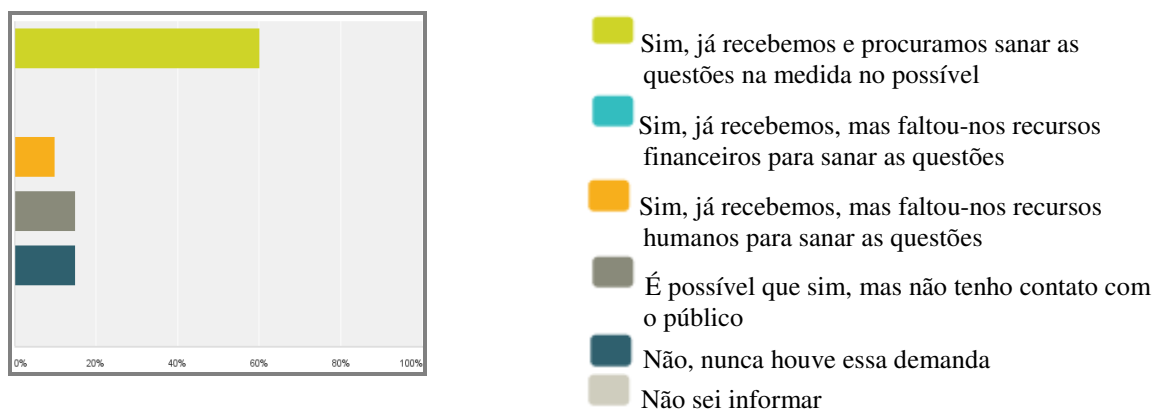 0% 20% 40% 60% 80% 100%
Sim, já recebemos e procuramos sanar as
questões na medida no possível
Sim, já recebemos, mas faltou-nos recursos
financeiros para sanar as questões
Sim, já recebemos, mas faltou-nos recursos
humanos para sanar as questões
É possível que sim, mas não tenho contato com
o público
Não, nunca houve essa demanda
Não sei informar